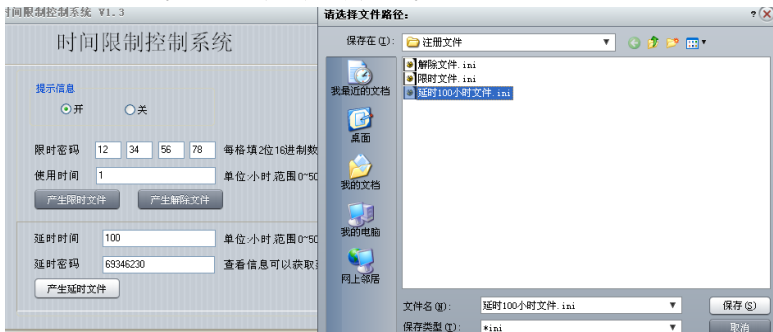 时间限制控制系统 V1.3
时间限制控制系统
提示信息
开 关
限时密码 12 34 56 78 每格填2位16进制数
使用时间 1 单位:小时,范围0~50
产生限时文件 产生解除文件
延时时间 100 单位:小时,范围0~50
延时密码 69346230 查看信息可以获取
产生延时文件
请选择文件路径:
保存在(I): 注册文件
解除文件.ini
限时文件.ini
延时100小时文件.ini
我最近的文档
桌面
我的文档
我的电脑
网上邻居
文件名(N): 延时100小时文件.ini 保存(S)
保存类型(T): *ini 取消